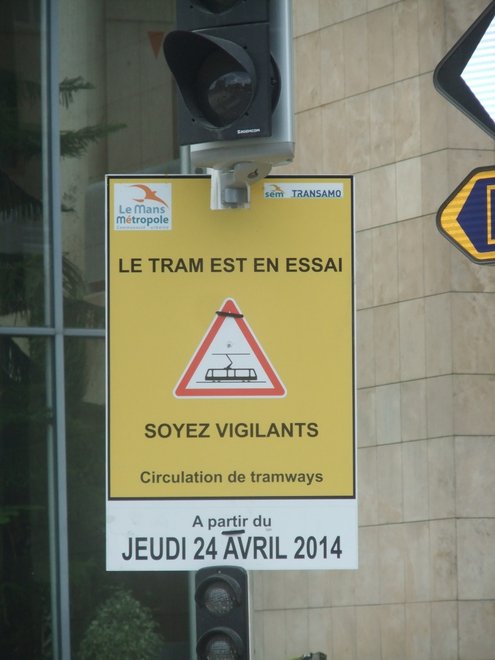 SAGEMCOM
Le Mans
Métropole
sem TRANSAMO
LE TRAM EST EN ESSAI
SOYEZ VIGILANTS
Circulation de tramways
A partir du
JEUDI 24 AVRIL 2014